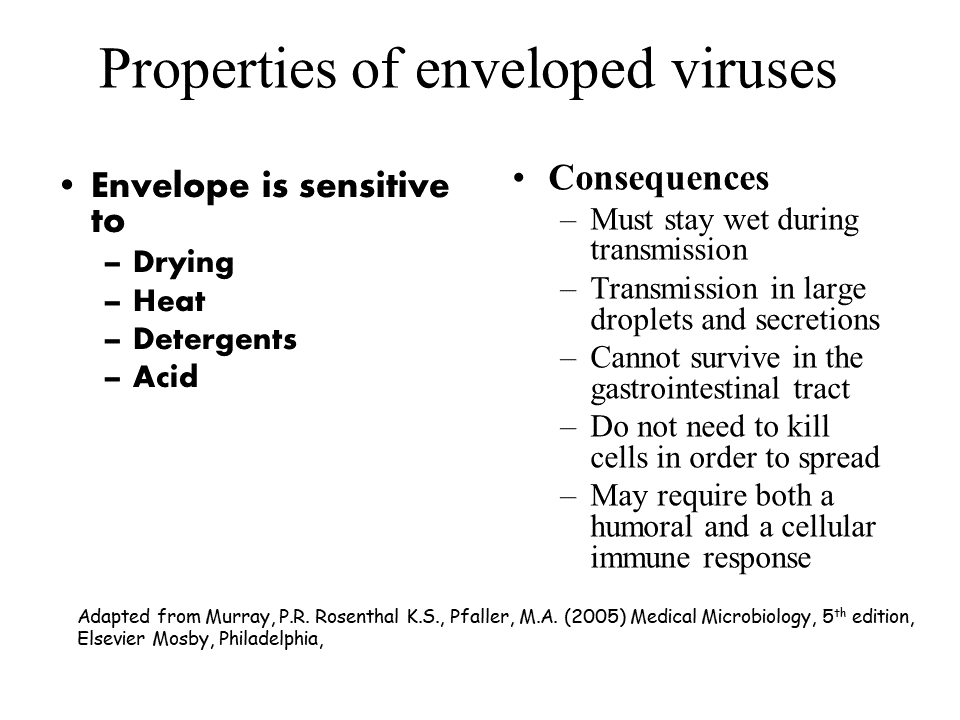 Properties of enveloped viruses
• Envelope is sensitive
to
– Drying
– Heat
– Detergents
– Acid
• Consequences
– Must stay wet during
transmission
– Transmission in large
droplets and secretions
– Cannot survive in the
gastrointestinal tract
– Do not need to kill
cells in order to spread
– May require both a
humoral and a cellular
immune response
Adapted from Murray, P.R. Rosenthal K.S., Pfaller, M.A. (2005) Medical Microbiology, 5th edition,
Elsevier Mosby, Philadelphia,